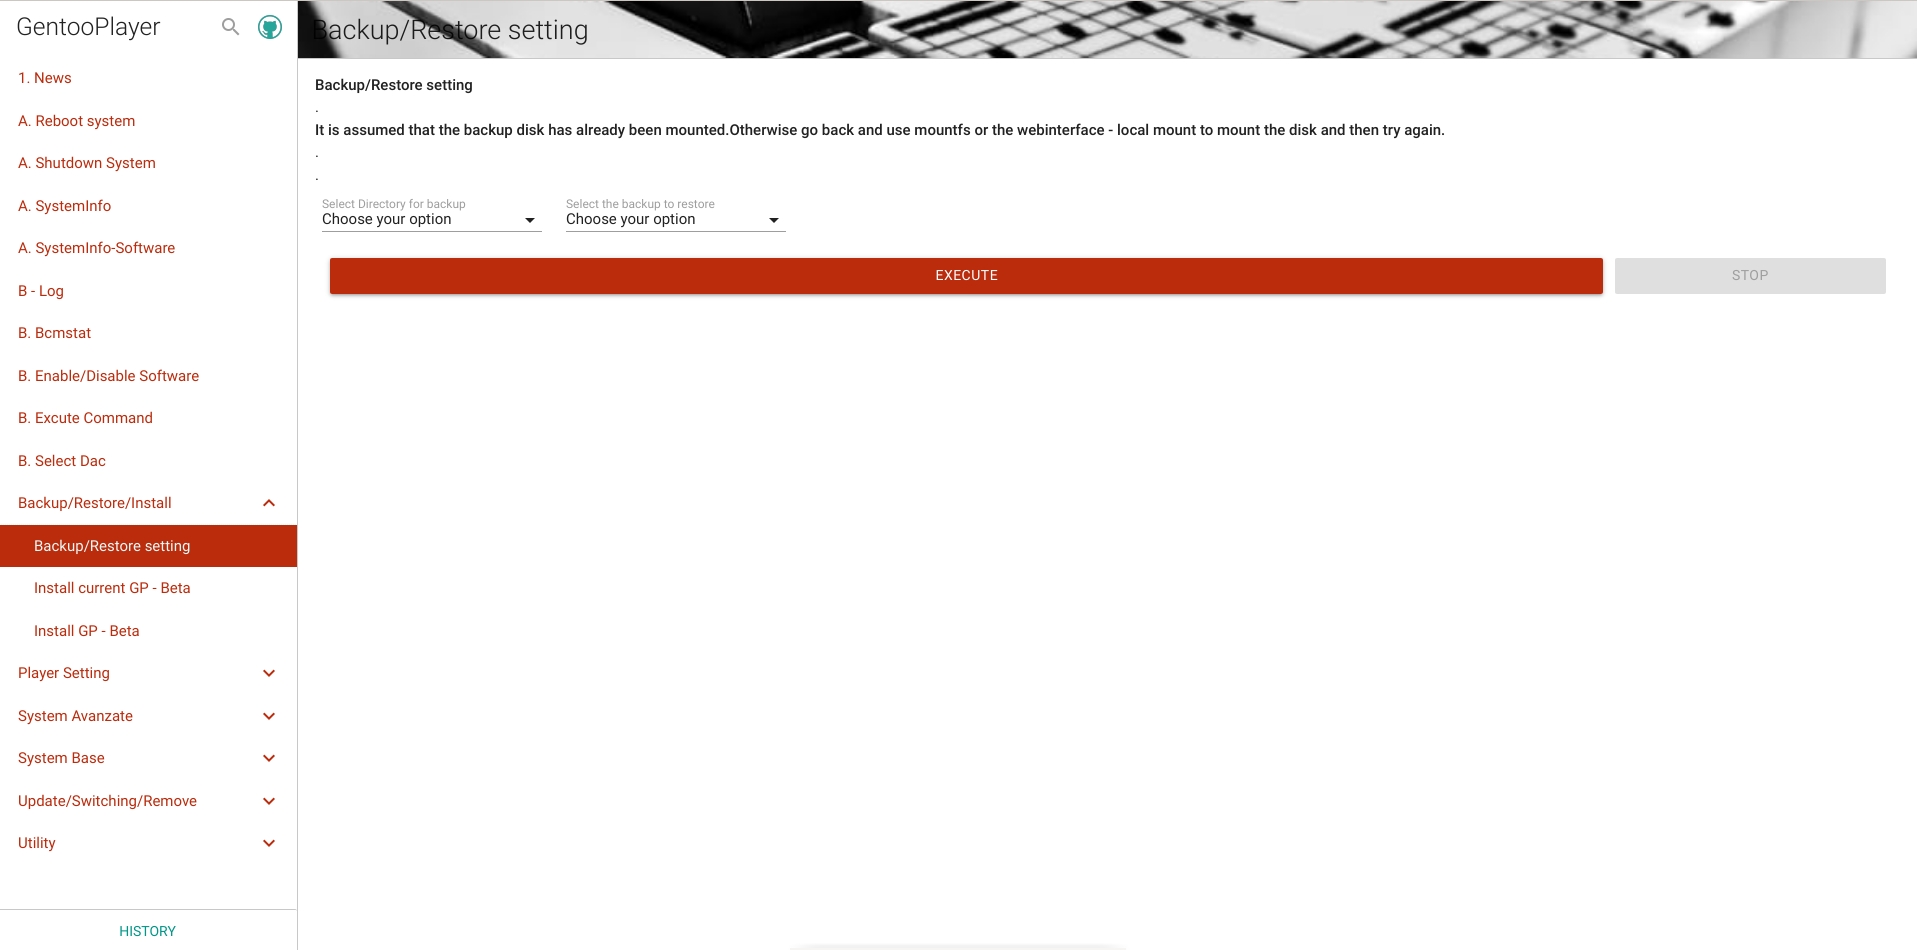 GentooPlayer
Backup/Restore setting
1. News
A. Reboot system
A. Shutdown System
A. SystemInfo
A. SystemInfo-Software
B - Log
B. Bcmstat
B. Enable/Disable Software
B. Excute Command
B. Select Dac
Backup/Restore/Install
Backup/Restore setting
Install current GP - Beta
Install GP - Beta
Player Setting
System Avanzate
System Base
Update/Switching/Remove
Utility
HISTORY
Backup/Restore setting
.
It is assumed that the backup disk has already been mounted.Otherwise go back and use mountfs or the webinterface - local mount to mount the disk and then try again.
.
.
Select Directory for backup
Choose your option
Select the backup to restore
Choose your option
EXECUTE
STOP